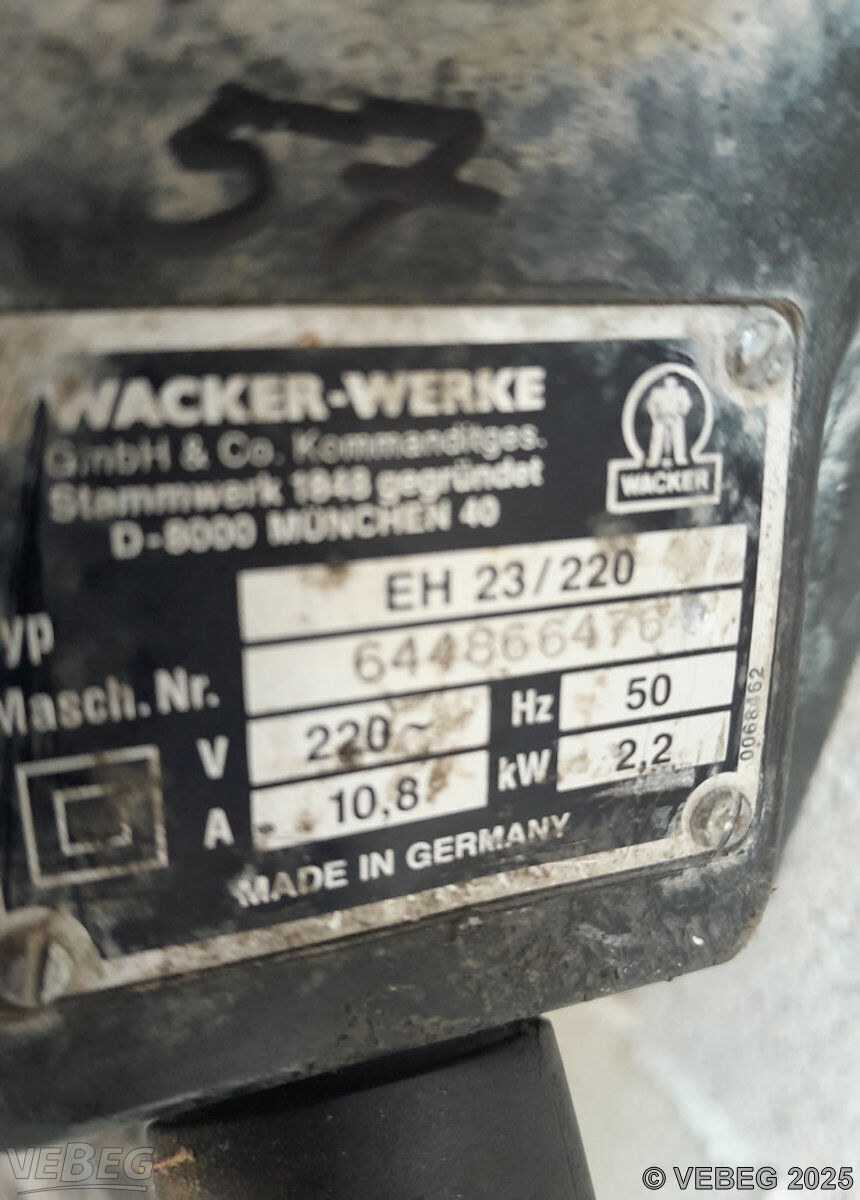 57
WACKER-WERKE
GmbH & Co. Kommanditges.
Stammwerk 1848 gegründet
D-8000 MÜNCHEN 40
WACKER
yp EH 23/220
Masch.Nr. 644866476
V 220~ Hz 50
A 10,8 kW 2,2
MADE IN GERMANY
0068162
VEBEG
© VEBEG 2025